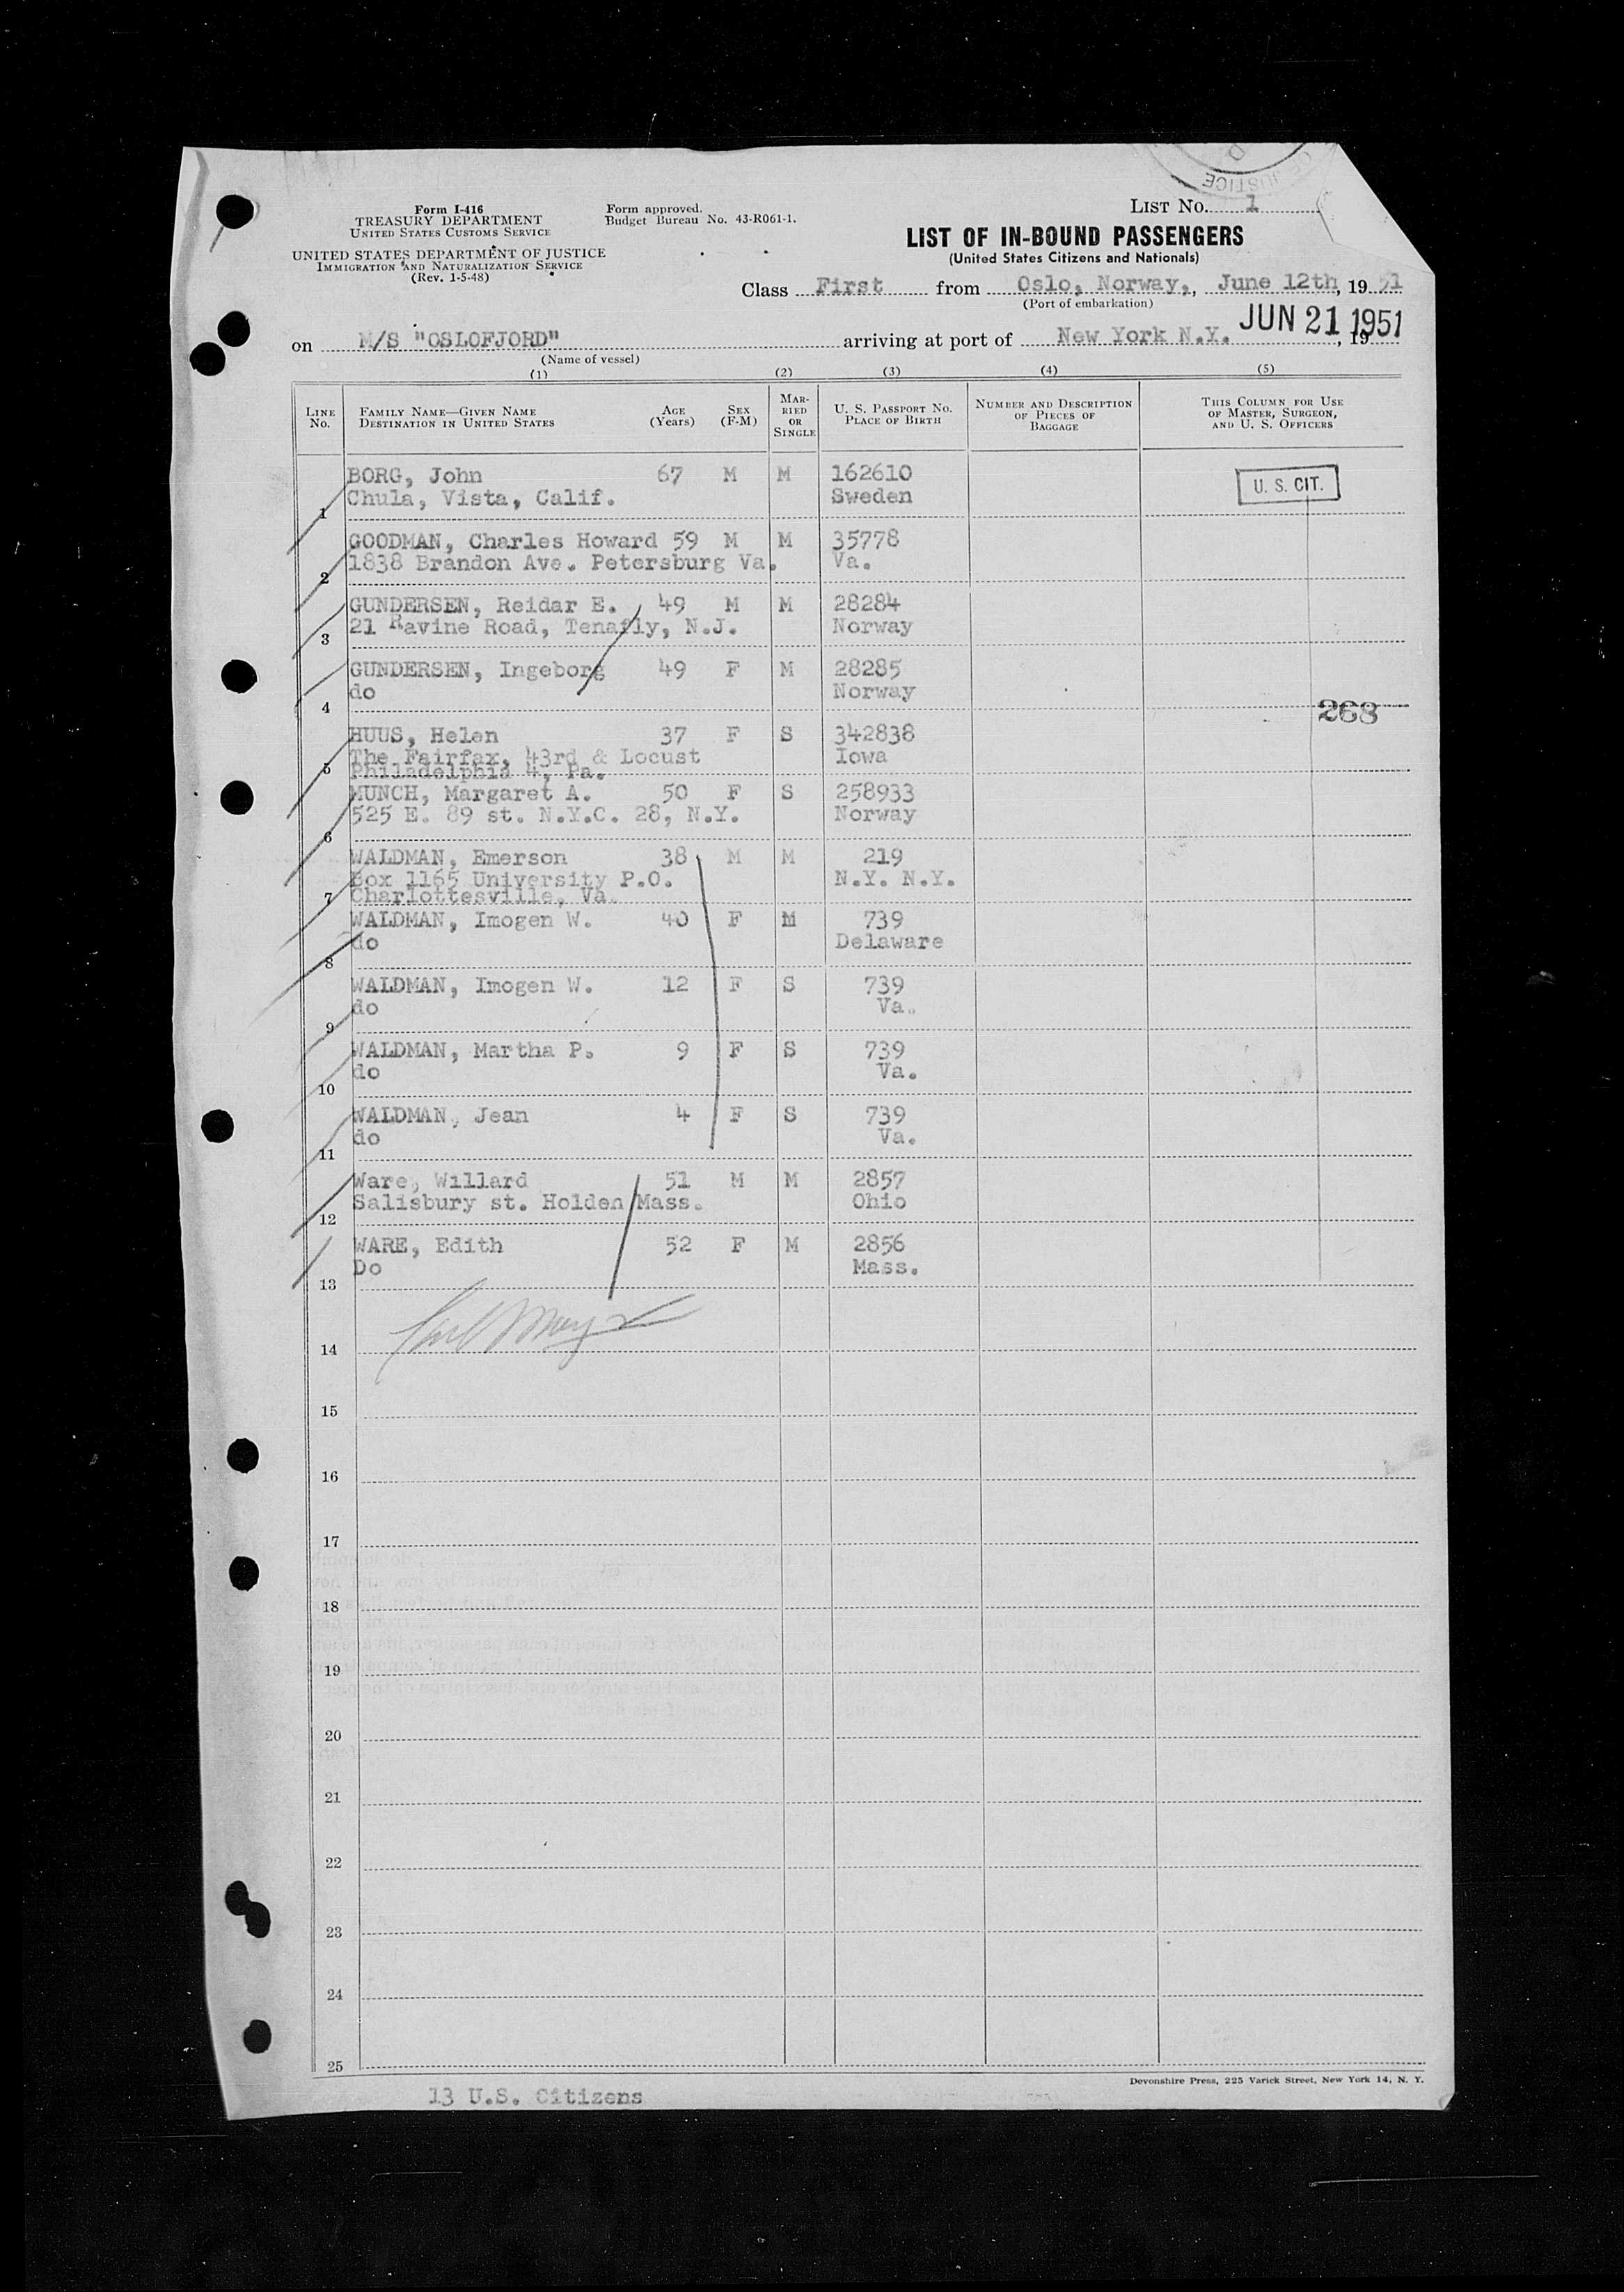 JUSTICE
Form I-416
TREASURY DEPARTMENT
UNITED STATES CUSTOMS SERVICE
UNITED STATES DEPARTMENT OF JUSTICE
IMMIGRATION AND NATURALIZATION SERVICE
(Rev. 1-5-48)
Form approved.
Budget Bureau No. 43-R061-1.
LIST NO. 1
LIST OF IN-BOUND PASSENGERS
(United States Citizens and Nationals)
Class First from Oslo, Norway, June 12th, 1951
(Port of embarkation)
on M/S "OSLOFJORD" arriving at port of New York N.Y. JUN 21 1951, 19
(Name of vessel)
(1) (2) (3) (4) (5)
LINE NO. FAMILY NAME—GIVEN NAME DESTINATION IN UNITED STATES AGE (Years) SEX (F-M) MARRIED OR SINGLE U. S. PASSPORT NO. PLACE OF BIRTH NUMBER AND DESCRIPTION OF PIECES OF BAGGAGE THIS COLUMN FOR USE OF MASTER, SURGEON, AND U. S. OFFICERS
BORG, John 67 M M 162610 U. S. CIT.
1 Chula, Vista, Calif. Sweden
GOODMAN, Charles Howard 59 M M 35778
2 1838 Brandon Ave. Petersburg Va. Va.
GUNDERSEN, Reidar E. 49 M M 28284
3 21 Ravine Road, Tenafly, N.J. Norway
GUNDERSEN, Ingeborg 49 F M 28285
4 do Norway
268
HUUS, Helen 37 F S 342838
5 The Fairfax, 43rd & Locust Iowa
Philadelphia 4, Pa.
MUNCH, Margaret A. 50 F S 258933
6 525 E. 89 st. N.Y.C. 28, N.Y. Norway
WALDMAN, Emerson 38 M M 219
Box 1165 University P.O. N.Y. N.Y.
7 Charlottesville, Va.
WALDMAN, Imogen W. 40 F M 739
8 do Delaware
WALDMAN, Imogen W. 12 F S 739
9 do Va.
WALDMAN, Martha P. 9 F S 739
10 do Va.
WALDMAN, Jean 4 F S 739
11 do Va.
Ware, Willard 51 M M 2857
12 Salisbury st. Holden Mass. Ohio
WARE, Edith 52 F M 2856
13 Do Mass.
14
15
16
17
18
19
20
21
22
23
24
25
Devonshire Press, 225 Varick Street, New York 14, N. Y.
13 U.S. Citizens